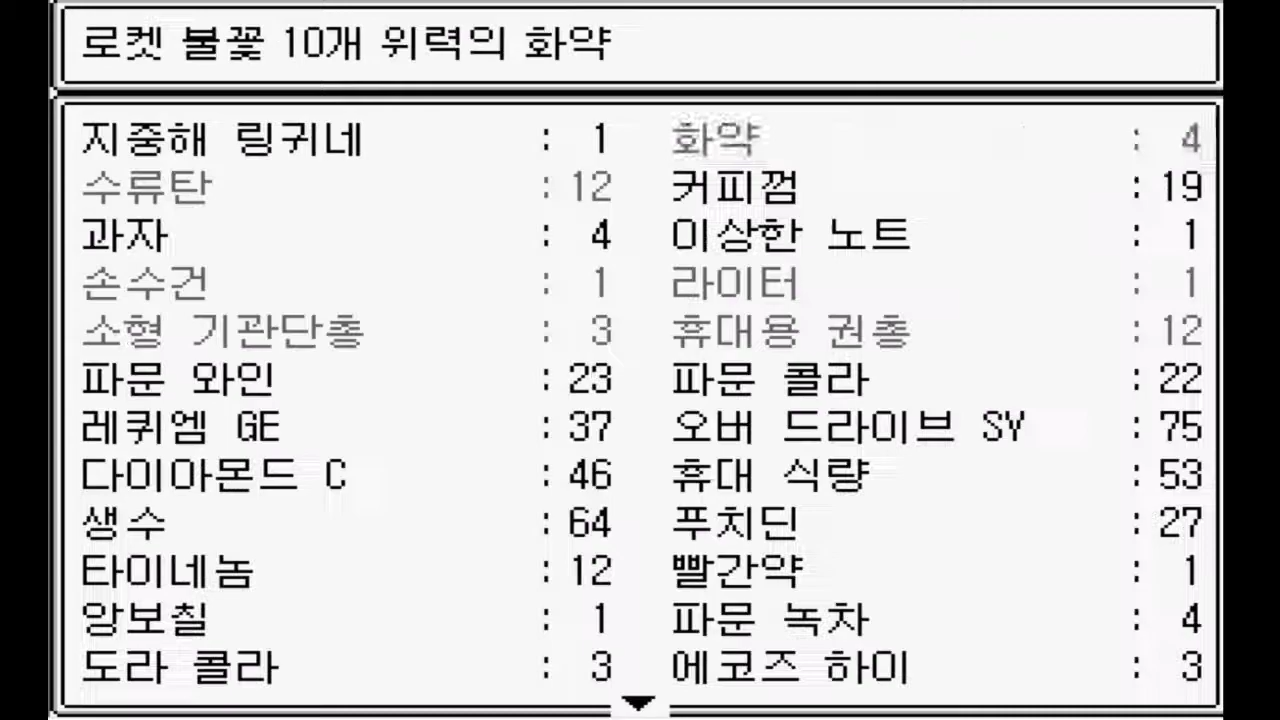 로켓 불꽃 10개 위력의 화약
지중해 링귀네 : 1 화약 : 4
수류탄 : 12 커피껌 : 19
과자 : 4 이상한 노트 : 1
손수건 : 1 라이터 : 1
소형 기관단총 : 3 휴대용 권총 : 12
파문 와인 : 23 파문 콜라 : 22
레퀴엠 GE : 37 오버 드라이브 SY : 75
다이아몬드 C : 46 휴대 식량 : 53
생수 : 64 푸치딘 : 27
타이네놈 : 12 빨간약 : 1
앙보칠 : 1 파문 녹차 : 4
도라 콜라 : 3 에코즈 하이 : 3